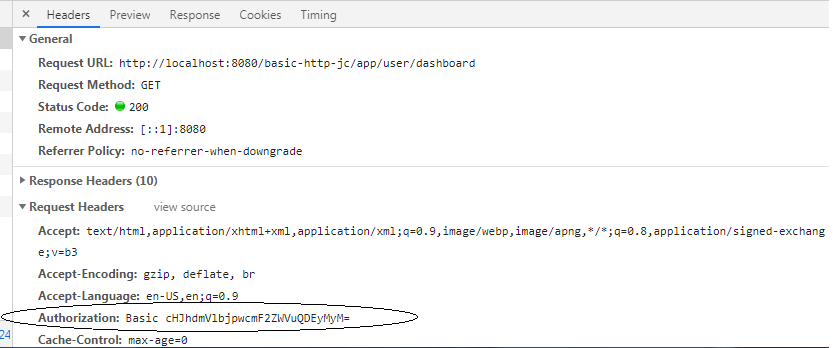 × Headers Preview Response Cookies Timing
▼ General
Request URL: http://localhost:8080/basic-http-jc/app/user/dashboard
Request Method: GET
Status Code: 200
Remote Address: [::1]:8080
Referrer Policy: no-referrer-when-downgrade
▶ Response Headers (10)
▼ Request Headers view source
Accept: text/html,application/xhtml+xml,application/xml;q=0.9,image/webp,image/apng,*/*;q=0.8,application/signed-exchang
e;v=b3
Accept-Encoding: gzip, deflate, br
Accept-Language: en-US,en;q=0.9
Authorization: Basic cHJhdmVlbjpwcmF2ZWVuQDEyMyM=
24
Cache-Control: max-age=0